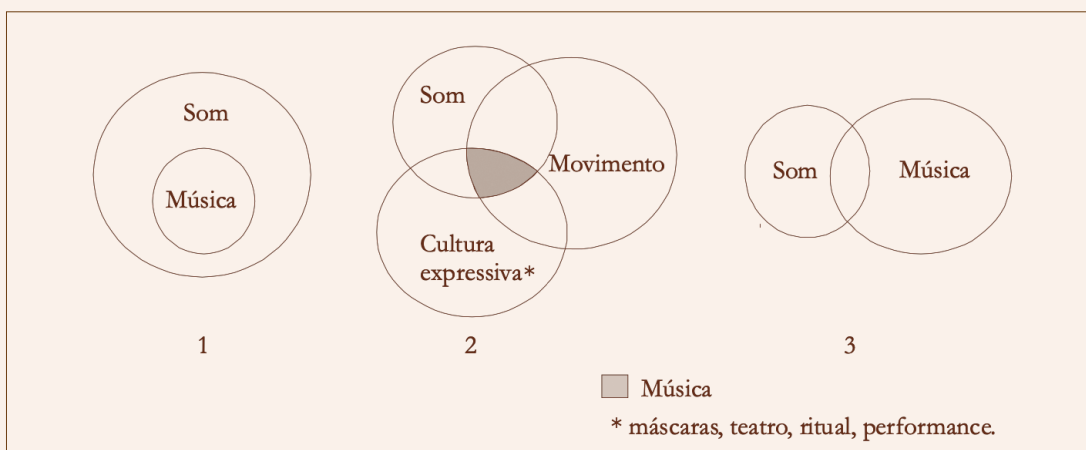 Som
Música
1
Som
Movimento
Cultura
expressiva*
2
Som
Música
3
Música
* máscaras, teatro, ritual, performance.